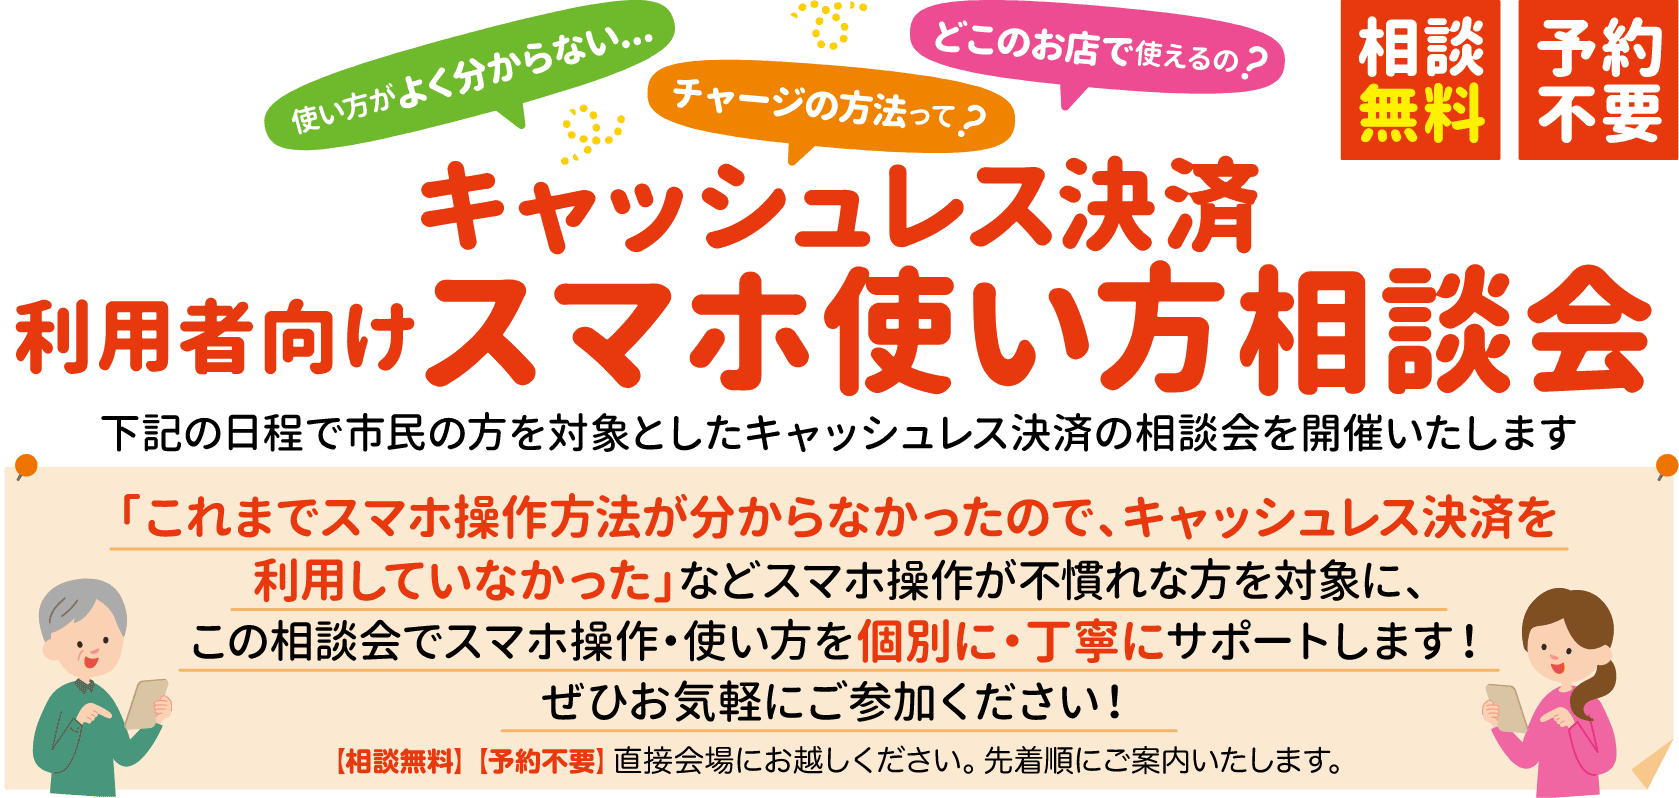 使い方がよく分からない…
チャージの方法って?
どこのお店で使えるの?
相談
無料
予約
不要
キャッシュレス決済
利用者向けスマホ使い方相談会
下記の日程で市民の方を対象としたキャッシュレス決済の相談会を開催いたします
「これまでスマホ操作方法が分からなかったので、キャッシュレス決済を
利用していなかった」などスマホ操作が不慣れな方を対象に、
この相談会でスマホ操作・使い方を個別に・丁寧にサポートします!
ぜひお気軽にご参加ください!
【相談無料】【予約不要】直接会場にお越しください。先着順にご案内いたします。